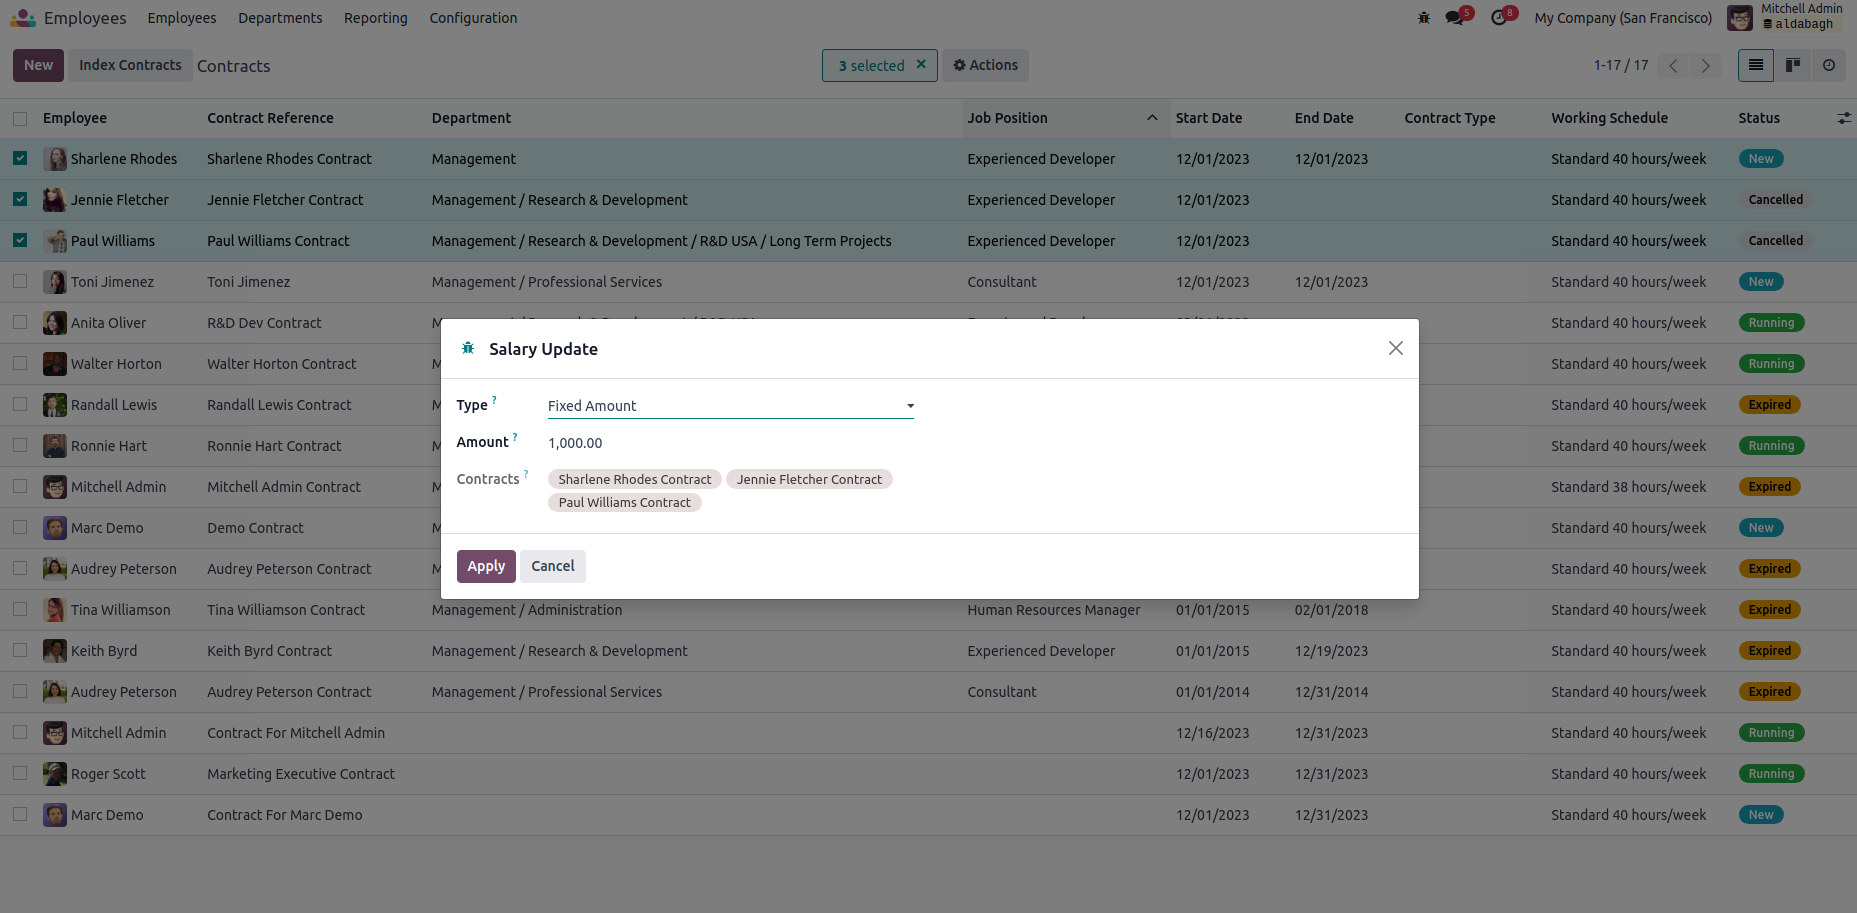 Employees Employees Departments Reporting Configuration 5 8 My Company (San Francisco) Mitchell Admin
aldabagh
New Index Contracts Contracts 3 selected × Actions 1-17 / 17
Employee Contract Reference Department Job Position Start Date End Date Contract Type Working Schedule Status
Sharlene Rhodes Sharlene Rhodes Contract Management Experienced Developer 12/01/2023 12/01/2023 Standard 40 hours/week New
Jennie Fletcher Jennie Fletcher Contract Management / Research & Development Experienced Developer 12/01/2023 Standard 40 hours/week Cancelled
Paul Williams Paul Williams Contract Management / Research & Development / R&D USA / Long Term Projects Experienced Developer 12/01/2023 Standard 40 hours/week Cancelled
Toni Jimenez Toni Jimenez Management / Professional Services Consultant 12/01/2023 12/01/2023 Standard 40 hours/week New
Anita Oliver R&D Dev Contract Standard 40 hours/week Running
Walter Horton Walter Horton Contract Standard 40 hours/week Running
Randall Lewis Randall Lewis Contract Standard 40 hours/week Expired
Ronnie Hart Ronnie Hart Contract Standard 40 hours/week Running
Mitchell Admin Mitchell Admin Contract Standard 38 hours/week Expired
Marc Demo Demo Contract Standard 40 hours/week New
Audrey Peterson Audrey Peterson Contract Standard 40 hours/week Expired
Salary Update
Type ? Fixed Amount
Amount ? 1,000.00
Contracts ? Sharlene Rhodes Contract Jennie Fletcher Contract
Paul Williams Contract
Apply Cancel
Tina Williamson Tina Williamson Contract Management / Administration Human Resources Manager 01/01/2015 02/01/2018 Standard 40 hours/week Expired
Keith Byrd Keith Byrd Contract Management / Research & Development Experienced Developer 01/01/2015 12/19/2023 Standard 40 hours/week Expired
Audrey Peterson Audrey Peterson Contract Management / Professional Services Consultant 01/01/2014 12/31/2014 Standard 40 hours/week Expired
Mitchell Admin Contract For Mitchell Admin 12/16/2023 12/31/2023 Standard 40 hours/week Running
Roger Scott Marketing Executive Contract 12/01/2023 12/31/2023 Standard 40 hours/week Running
Marc Demo Contract For Marc Demo 12/01/2023 12/31/2023 Standard 40 hours/week New